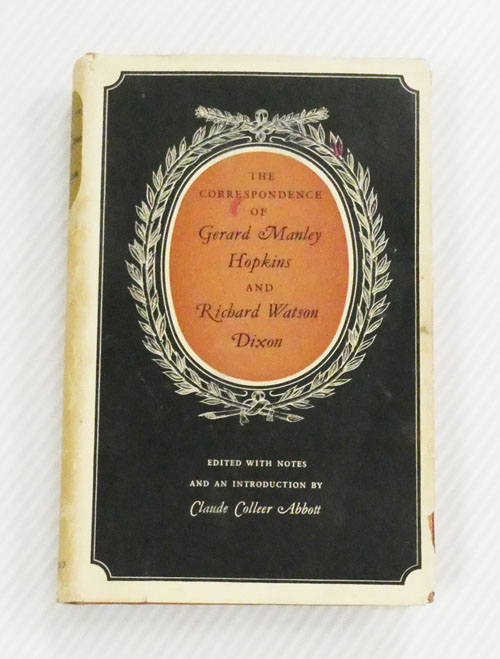 THE
CORRESPONDENCE
OF
Gerard Manley
Hopkins
AND
Richard Watson
Dixon
EDITED WITH NOTES
AND AN INTRODUCTION BY
Claude Colleer Abbott